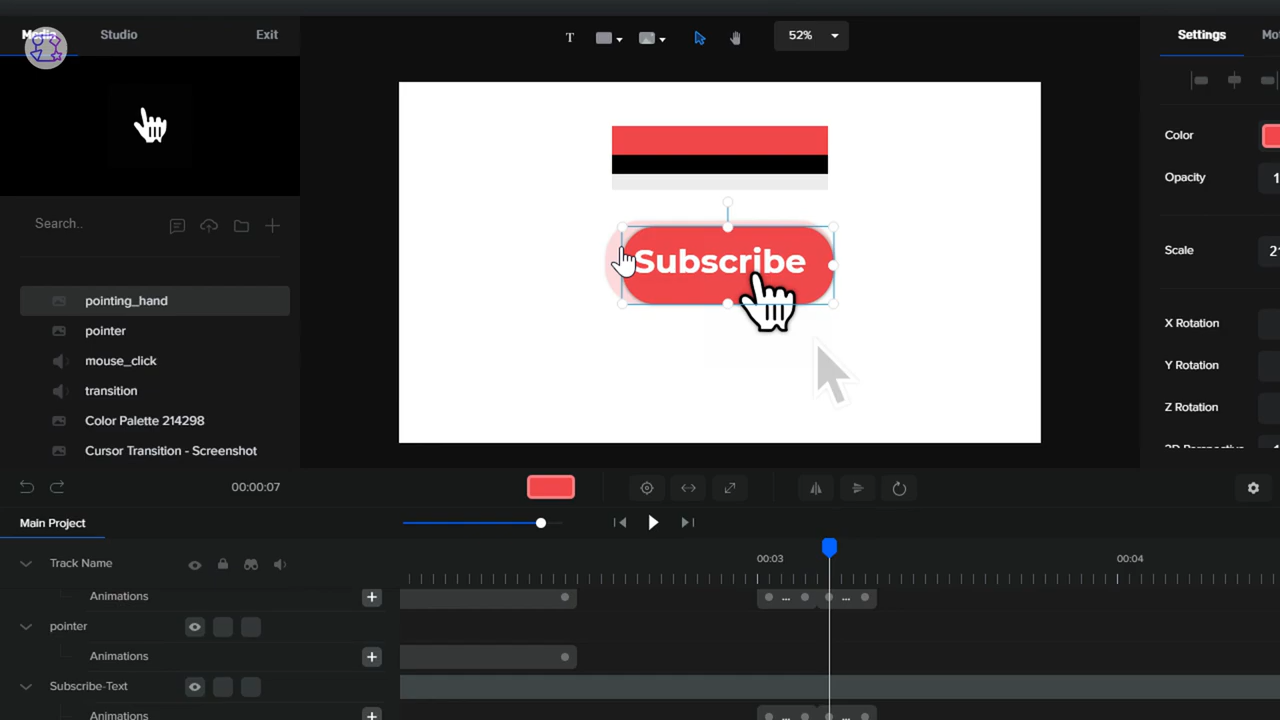 Media
Studio
Exit
T
52%
Settings
Color
Opacity
Search..
Subscribe
Scale
pointing_hand
pointer
X Rotation
mouse_click
Y Rotation
transition
Z Rotation
Color Palette 214298
Cursor Transition - Screenshot
00:00:07
Main Project
Track Name
00:03
00:04
Animations
...
...
pointer
Animations
Subscribe-Text
Animations
...
...